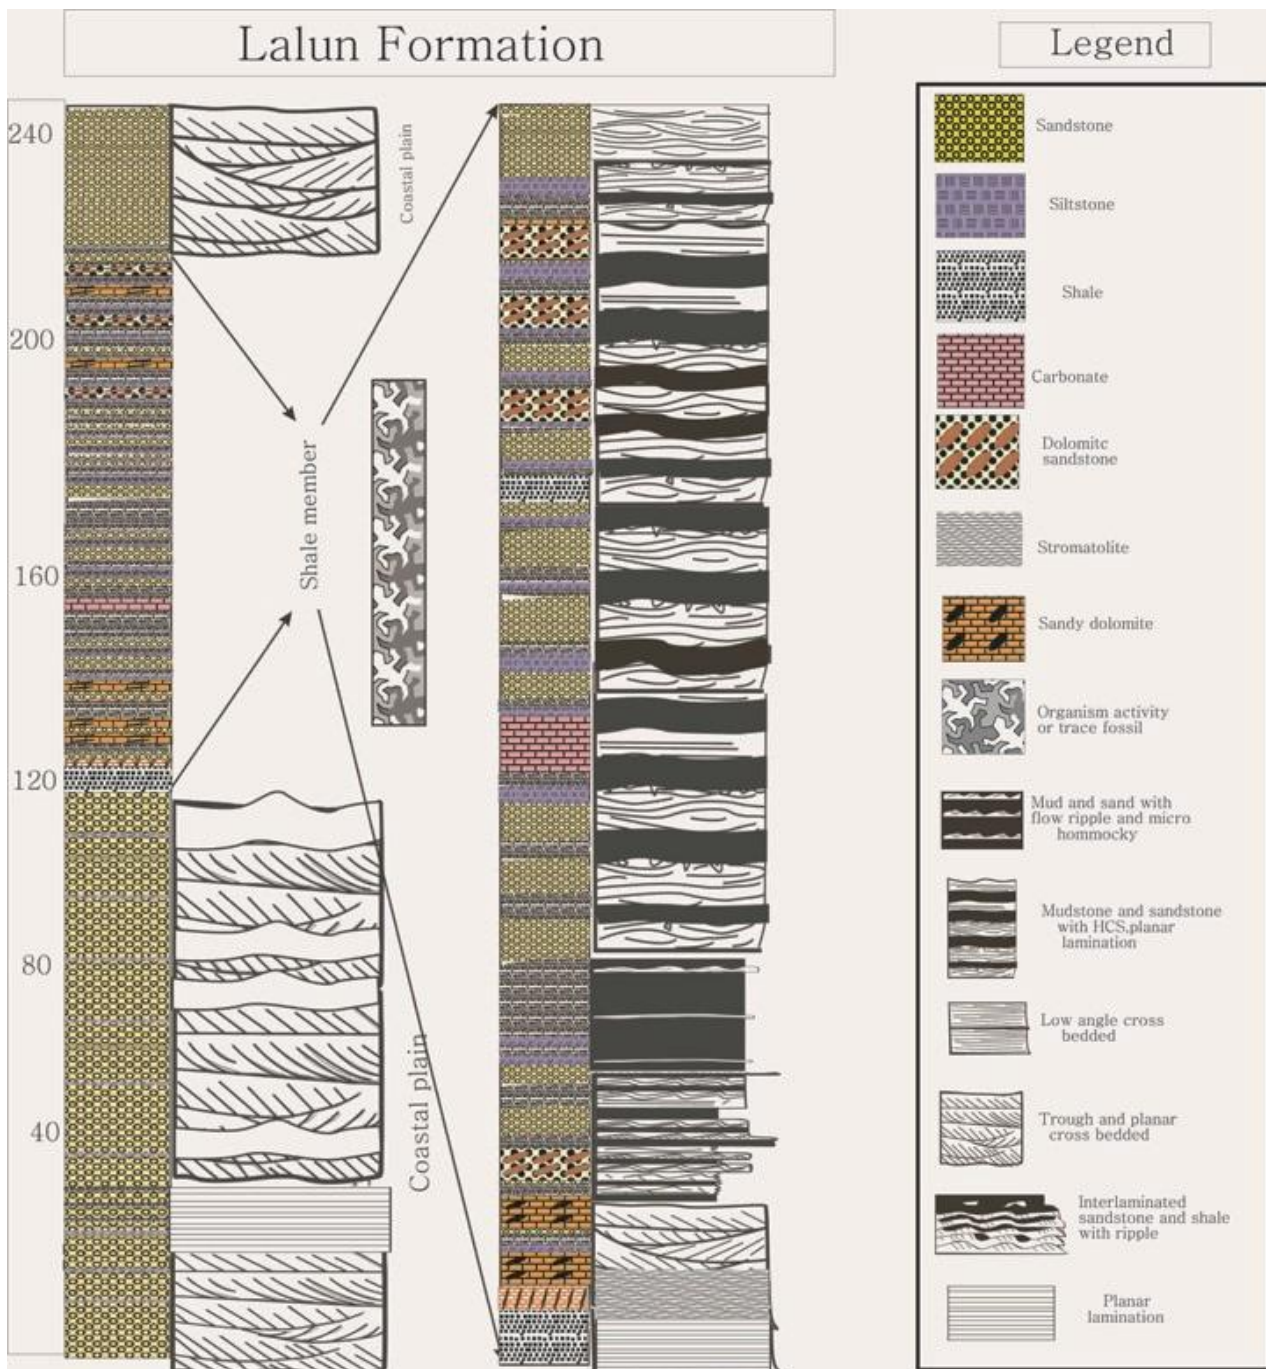 Lalun Formation
240
200
160
120
80
40
Coastal plain
Shale member
Coastal plain
Legend
Sandstone
Siltstone
Shale
Carbonate
Dolomitc
sandstone
Stromatolite
Sandy dolomite
Organism activity
or trace fossil
Mud and sand with
flow ripple and micro
hommocky
Mudstone and sandstone
with HCS,planar
lamination
Low angle cross
bedded
Trough and planar
cross bedded
Interlaminated
sandstone and shale
with ripple
Planar
lamination